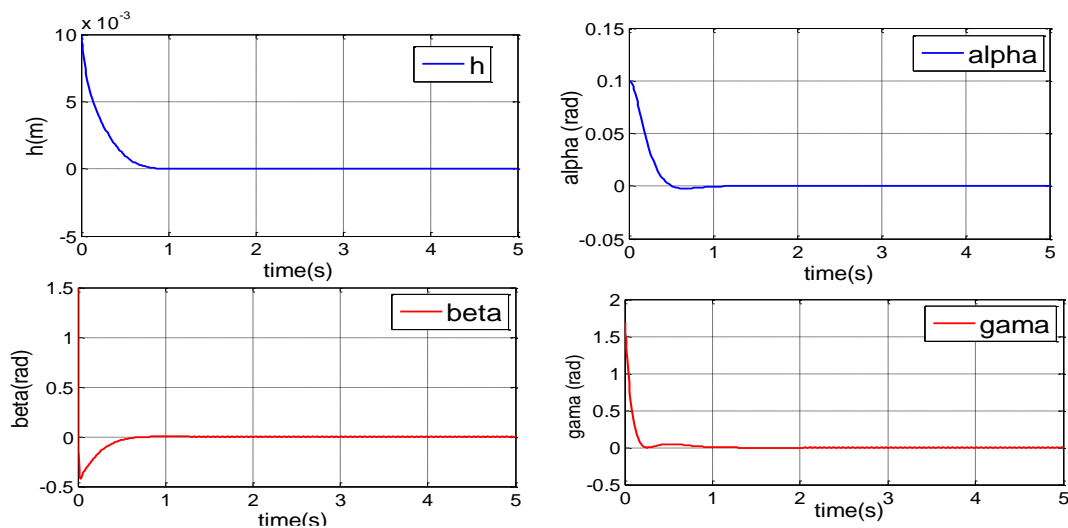 x 10
-3
10
5
0
-5
h(m)
h
0 1 2 3 4 5
time(s)
0.15
0.1
0.05
0
-0.05
alpha (rad)
alpha
0 1 2 3 4 5
time(s)
1.5
1
0.5
0
-0.5
beta(rad)
beta
0 1 2 3 4 5
time(s)
2
1.5
1
0.5
0
-0.5
gama (rad)
gama
0 1 2 3 4 5
time(s)